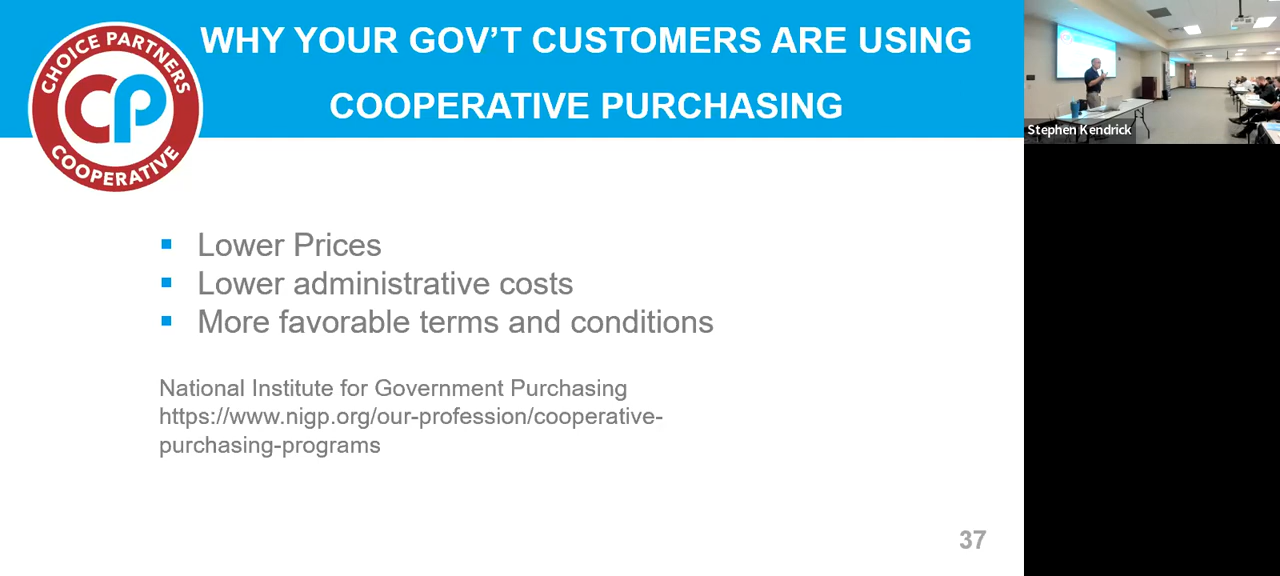 WHY YOUR GOV’T CUSTOMERS ARE USING
COOPERATIVE PURCHASING
CHOICE PARTNERS
CP
COOPERATIVE
Stephen Kendrick
▪ Lower Prices
▪ Lower administrative costs
▪ More favorable terms and conditions
National Institute for Government Purchasing
https://www.nigp.org/our-profession/cooperative-
purchasing-programs
37